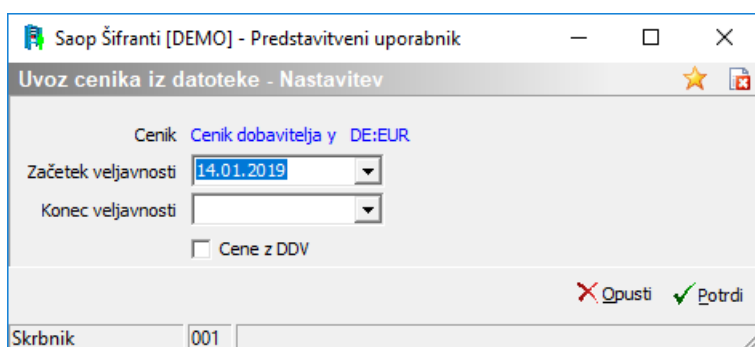 Saop Šifranti [DEMO] - Predstavitveni uporabnik
Uvoz cenika iz datoteke - Nastavitev
Cenik Cenik dobavitelja y DE:EUR
Začetek veljavnosti 14.01.2019
Konec veljavnosti
Cene z DDV
Opusti Potrdi
Skrbnik 001